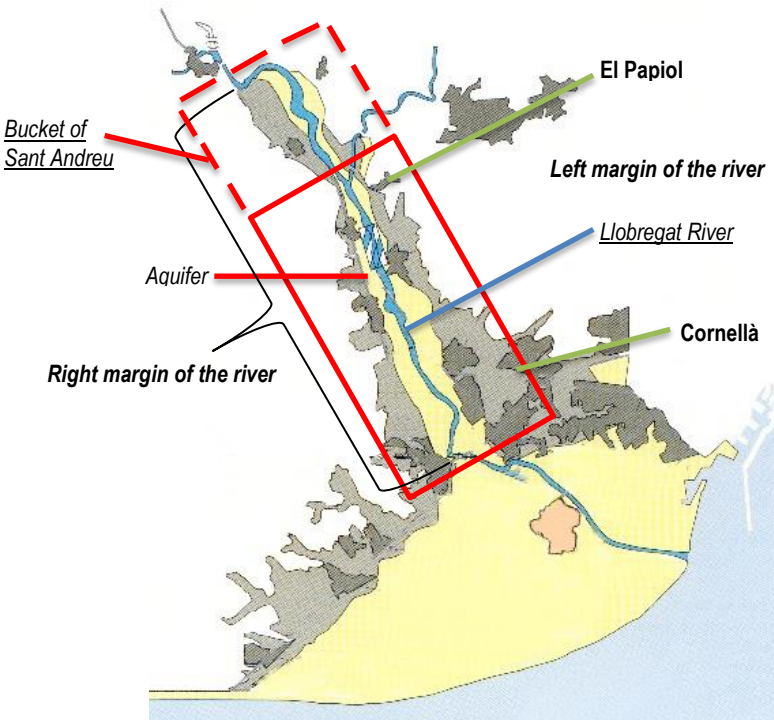 El Papiol
Bucket of
Sant Andreu
Left margin of the river
Llobregat River
Aquifer
Cornellà
Right margin of the river